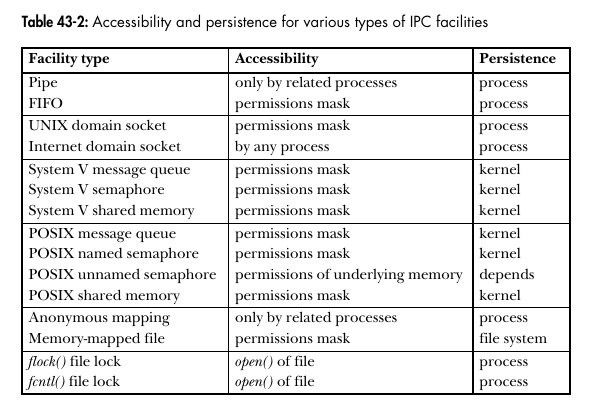 Table 43-2: Accessibility and persistence for various types of IPC facilities
Facility type Accessibility Persistence
Pipe only by related processes process
FIFO permissions mask process
UNIX domain socket permissions mask process
Internet domain socket by any process process
System V message queue permissions mask kernel
System V semaphore permissions mask kernel
System V shared memory permissions mask kernel
POSIX message queue permissions mask kernel
POSIX named semaphore permissions mask kernel
POSIX unnamed semaphore permissions of underlying memory depends
POSIX shared memory permissions mask kernel
Anonymous mapping only by related processes process
Memory-mapped file permissions mask file system
flock() file lock open() of file process
fcntl() file lock open() of file process